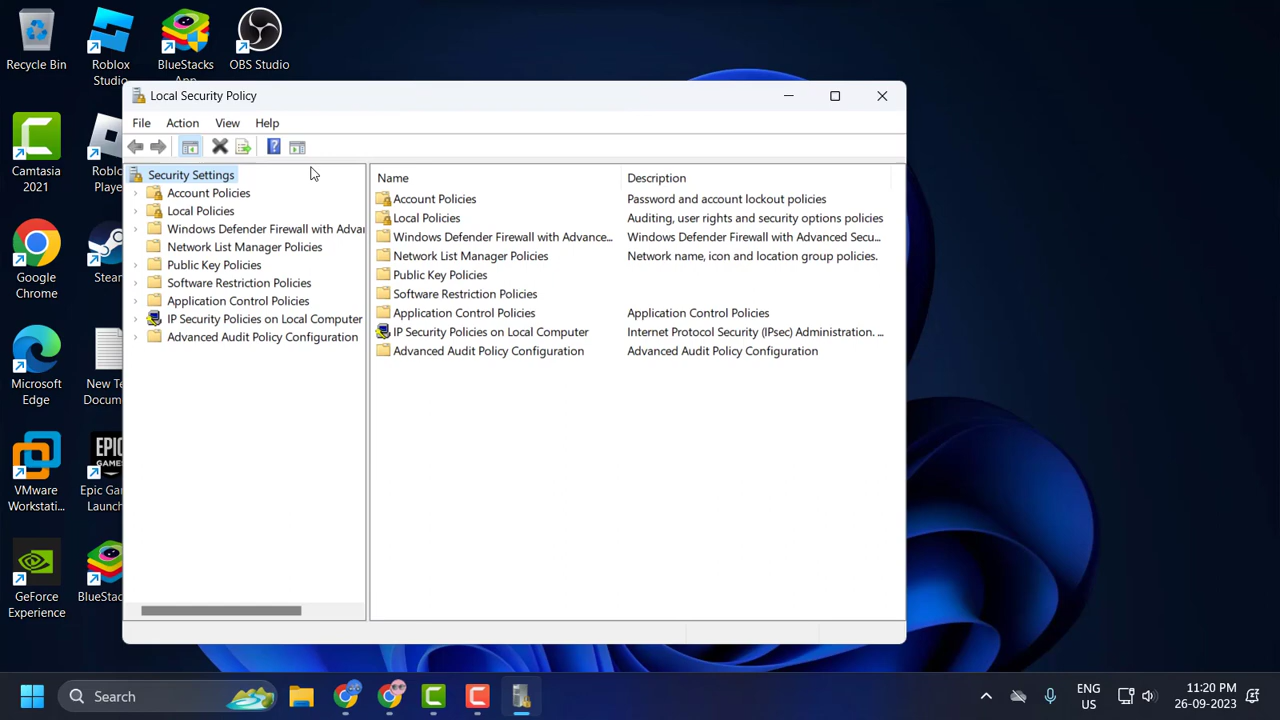 Recycle Bin
Roblox
Studio
BlueStacks
App
OBS Studio
Camtasia
2021
Google
Chrome
Microsoft
Edge
New Te
Docum
VMware
Workstati...
EPIC
GAMES
Epic Ga
Launch
GeForce
Experience
BlueStac
Local Security Policy
File Action View Help
Security Settings
Account Policies
Local Policies
Windows Defender Firewall with Advar
Network List Manager Policies
Public Key Policies
Software Restriction Policies
Application Control Policies
IP Security Policies on Local Computer
Advanced Audit Policy Configuration
Name Description
Account Policies Password and account lockout policies
Local Policies Auditing, user rights and security options policies
Windows Defender Firewall with Advance... Windows Defender Firewall with Advanced Secu...
Network List Manager Policies Network name, icon and location group policies.
Public Key Policies
Software Restriction Policies
Application Control Policies Application Control Policies
IP Security Policies on Local Computer Internet Protocol Security (IPsec) Administration. ...
Advanced Audit Policy Configuration Advanced Audit Policy Configuration
Search
ENG
US
11:20 PM
26-09-2023